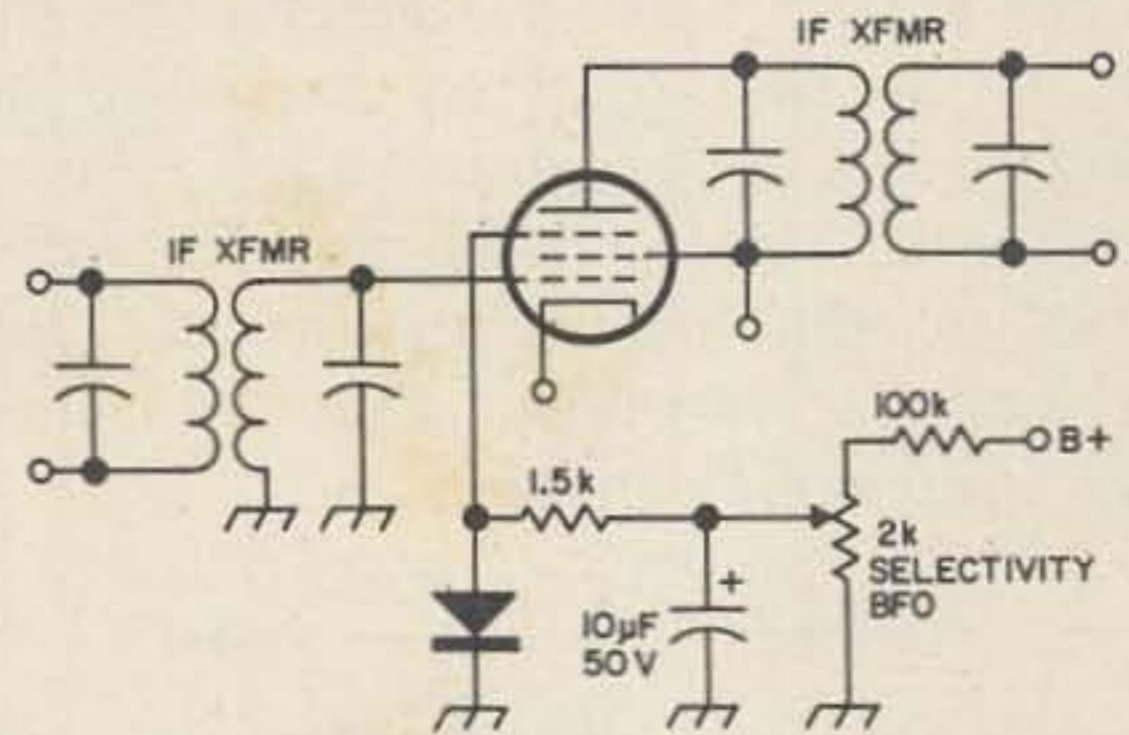 IF XFMR
IF XFMR
100k
B+
1.5k
2k
SELECTIVITY
BFO
+
10µF
50V